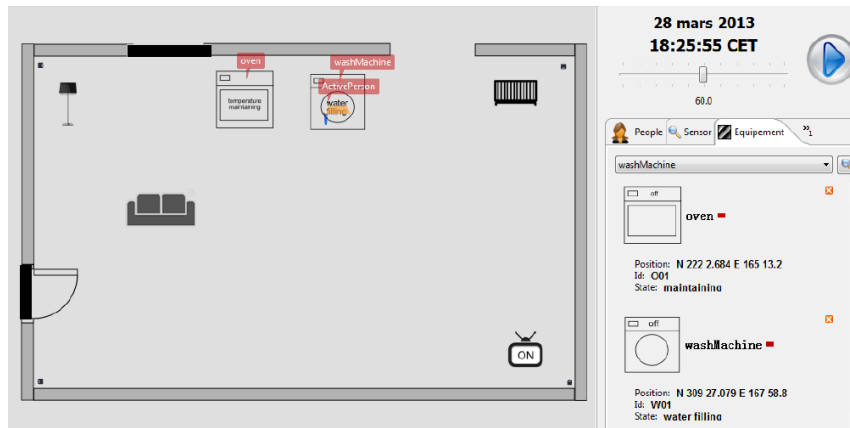 28 mars 2013
18:25:55 CET
60.0
oven
washMachine
ActivePerson
temperature
maintaining
water
filling
ON
People Sensor Equipement »1
washMachine
off
oven
Position: N 222 2.684 E 165 13.2
Id: O01
State: maintaining
off
washMachine
Position: N 309 27.079 E 167 58.8
Id: W01
State: water filling